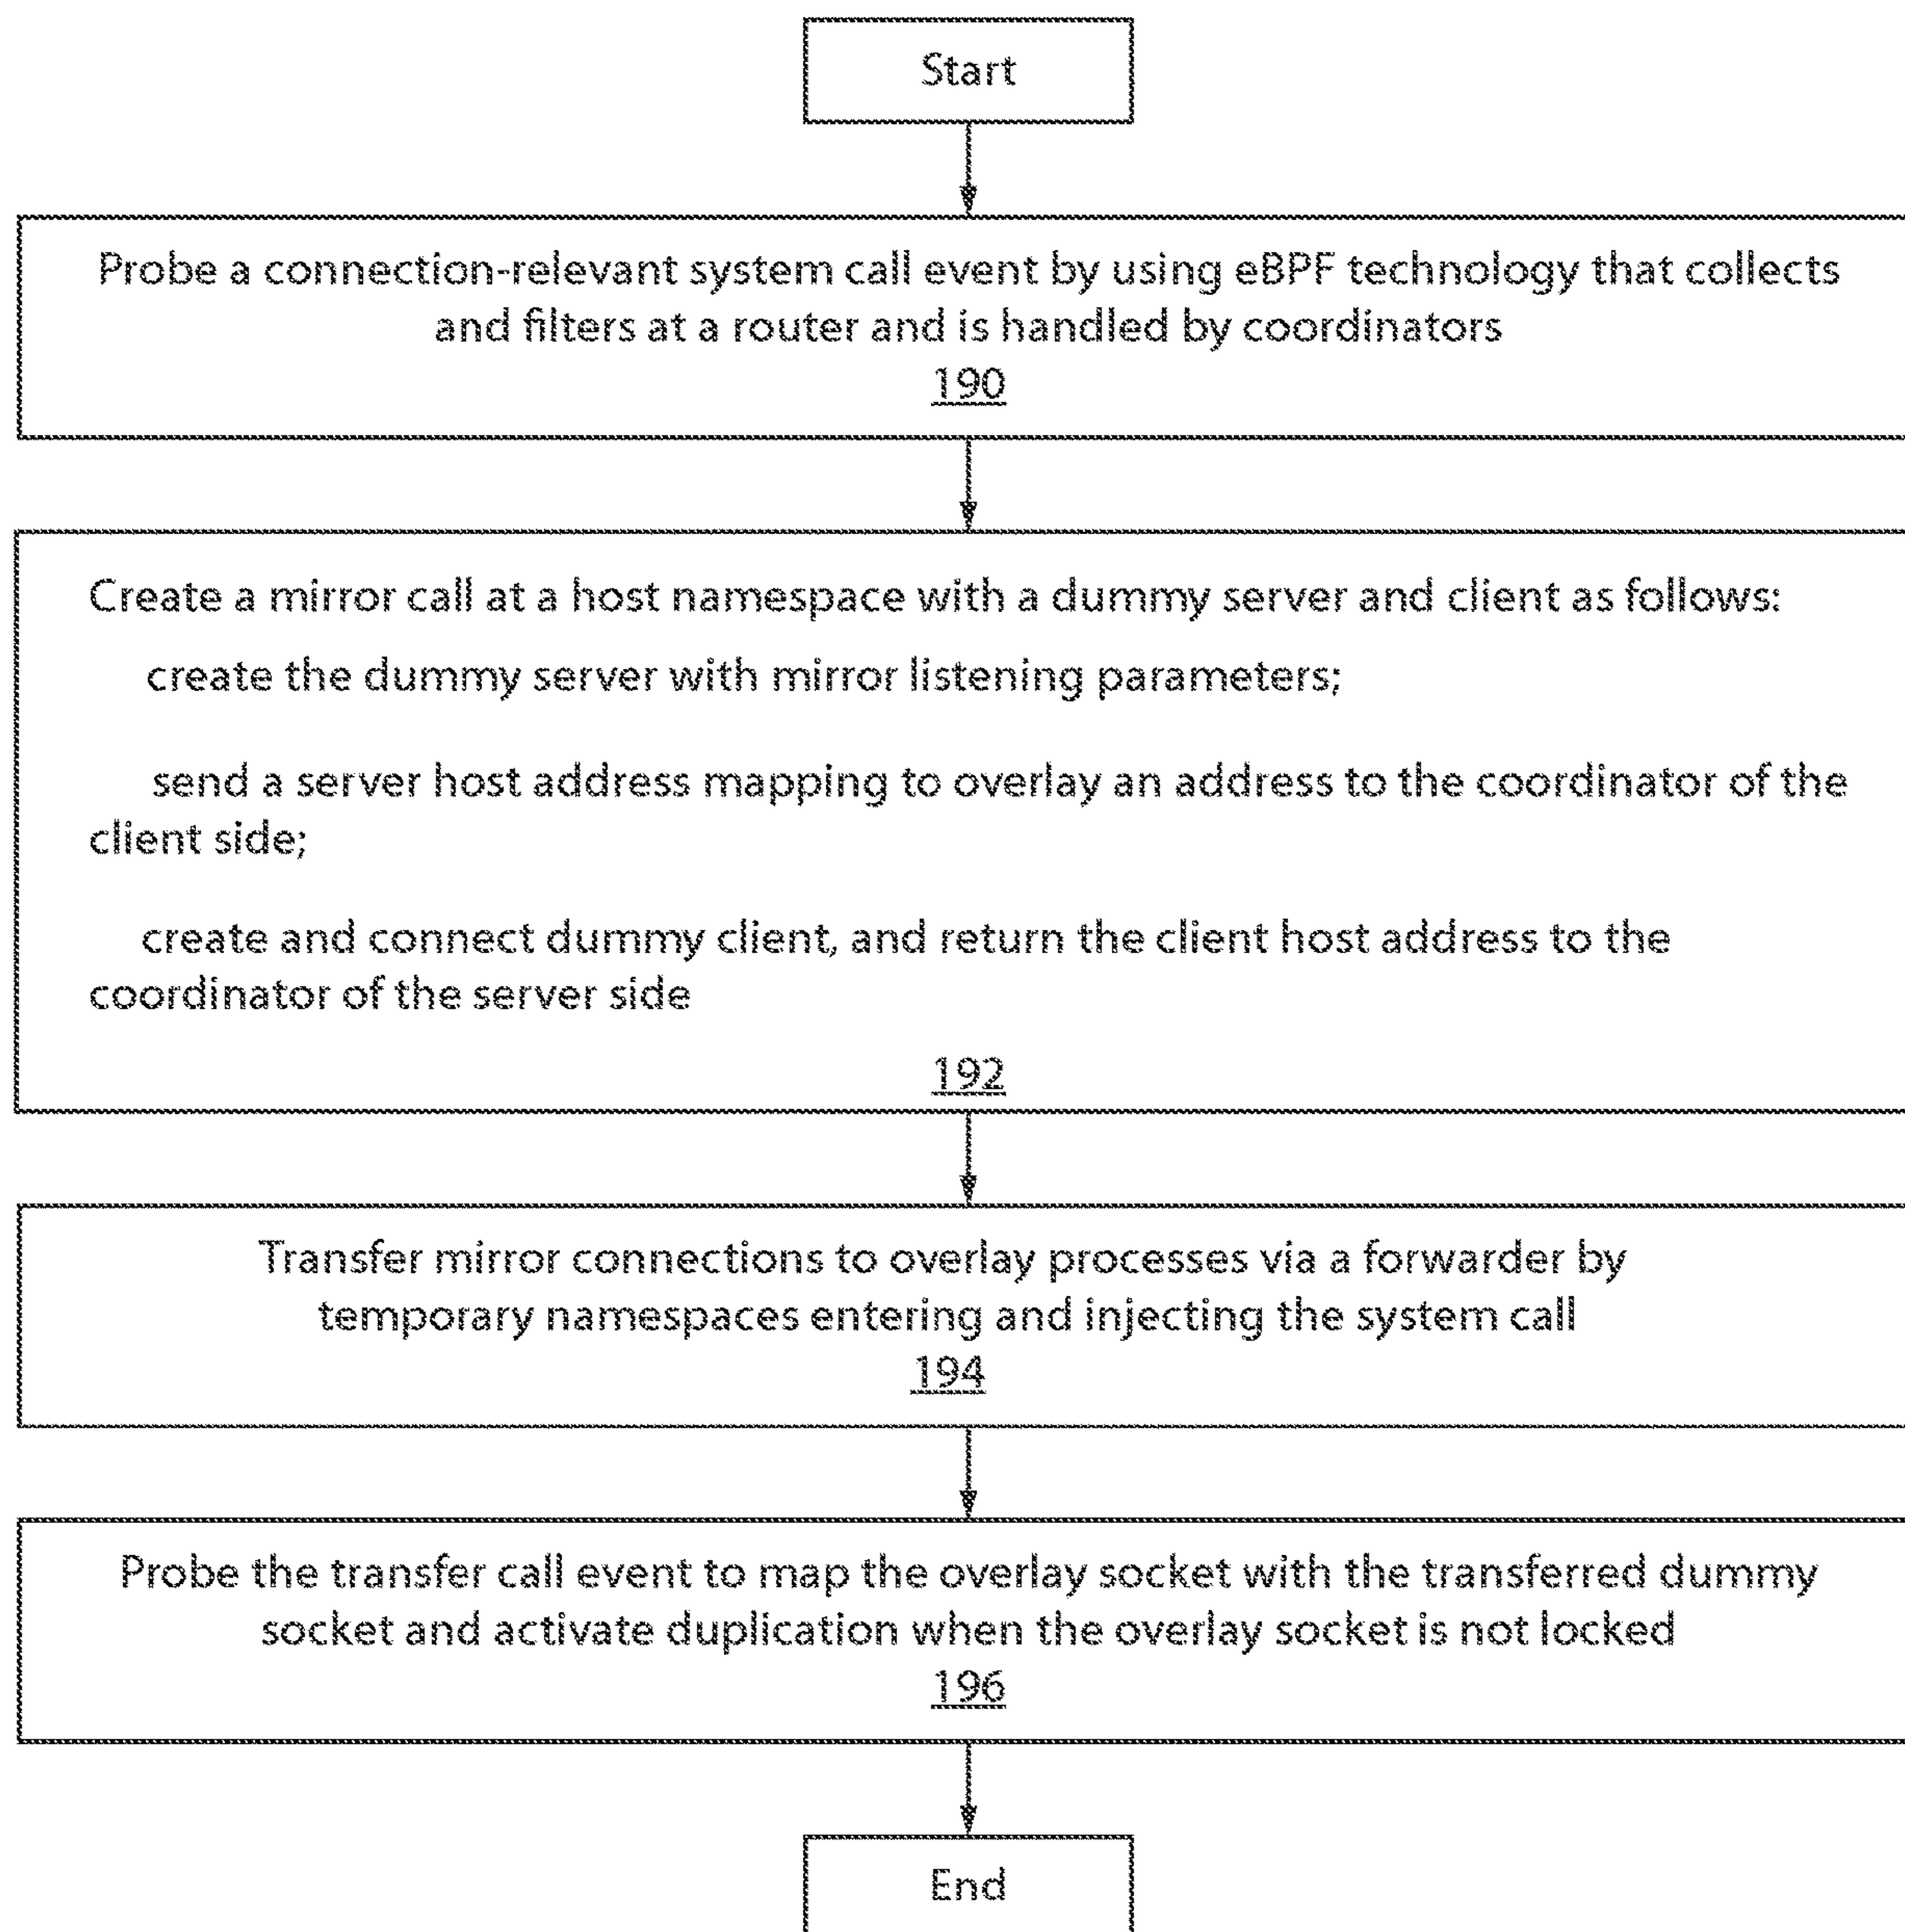 Start
Probe a connection-relevant system call event by using eBPF technology that collects
and filters at a router and is handled by coordinators
190
Create a mirror call at a host namespace with a dummy server and client as follows:
create the dummy server with mirror listening parameters;
send a server host address mapping to overlay an address to the coordinator of the
client side;
create and connect dummy client, and return the client host address to the
coordinator of the server side
192
Transfer mirror connections to overlay processes via a forwarder by
temporary namespaces entering and injecting the system call
194
Probe the transfer call event to map the overlay socket with the transferred dummy
socket and activate duplication when the overlay socket is not locked
196
End